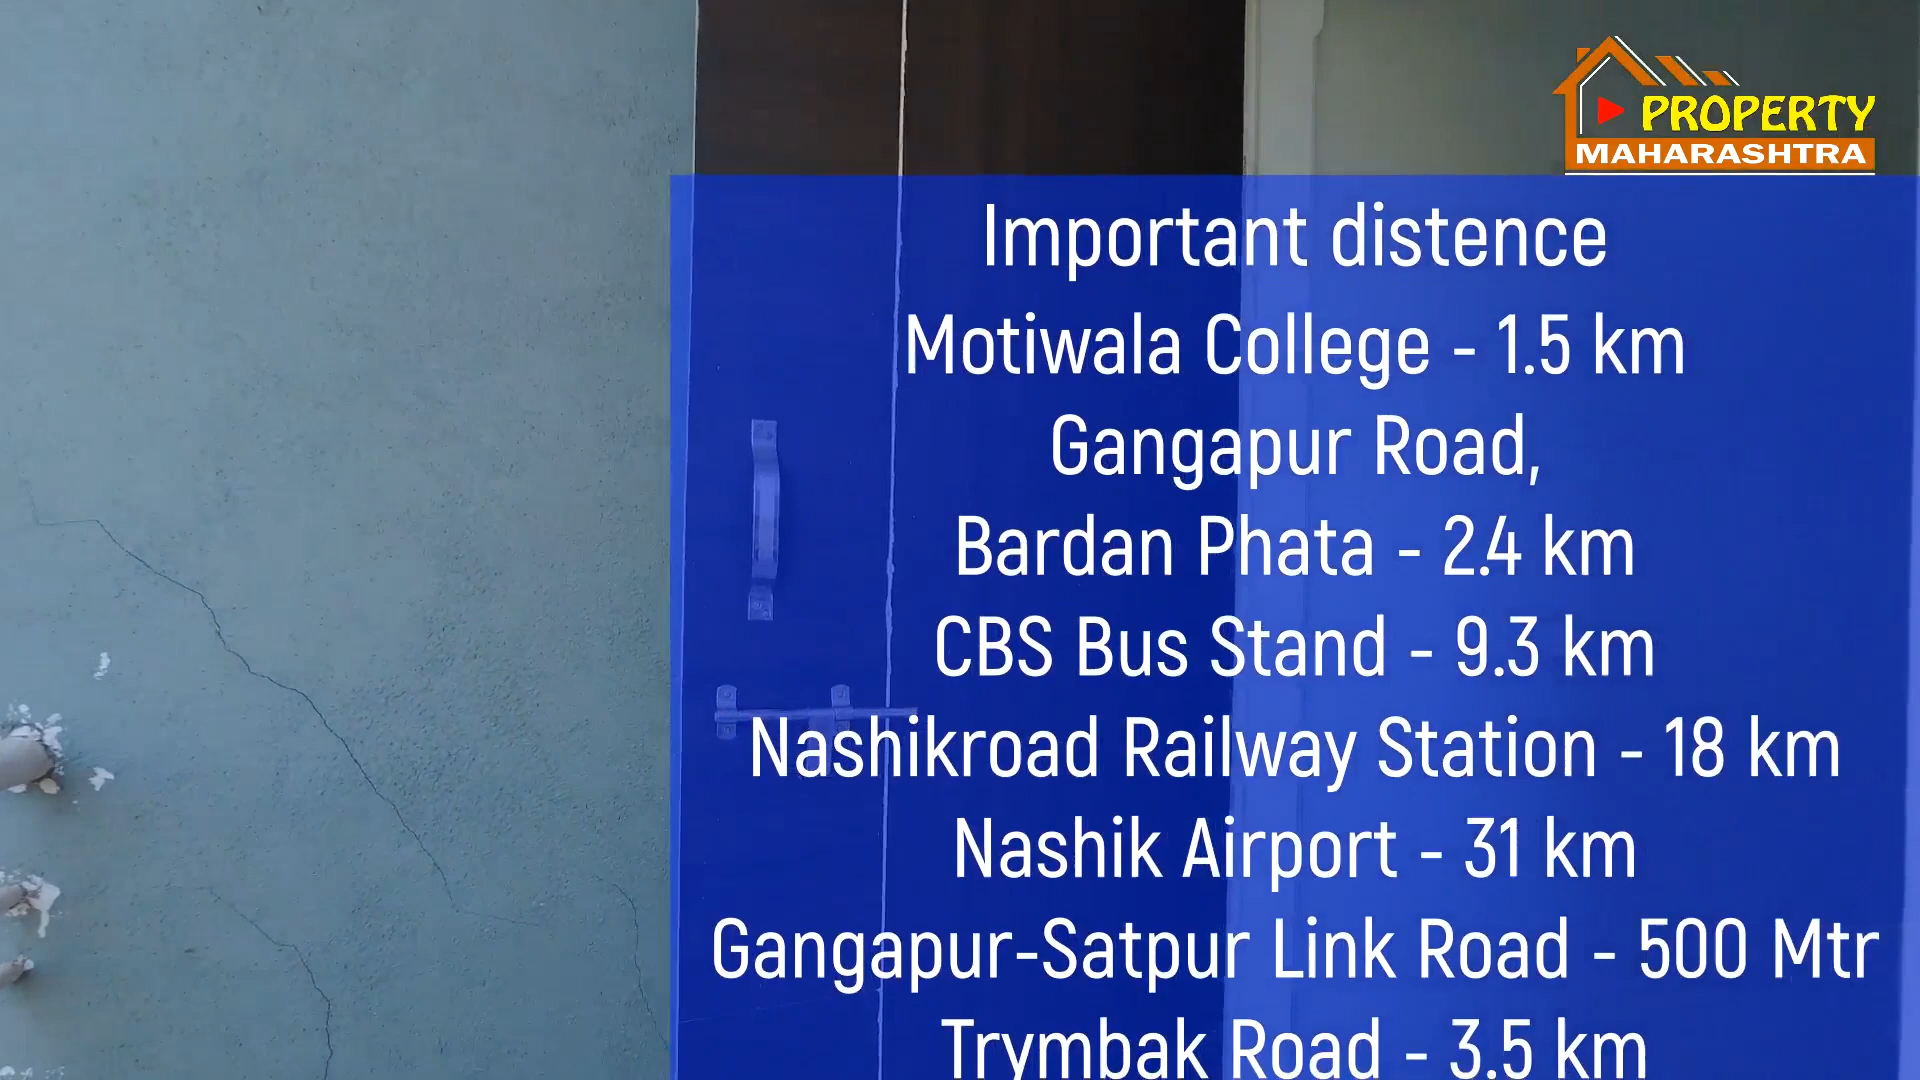 PROPERTY
MAHARASHTRA
Important distence
Motiwala College - 1.5 km
Gangapur Road,
Bardan Phata - 2.4 km
CBS Bus Stand - 9.3 km
Nashikroad Railway Station - 18 km
Nashik Airport - 31 km
Gangapur-Satpur Link Road - 500 Mtr
Trymbak Road - 3.5 km